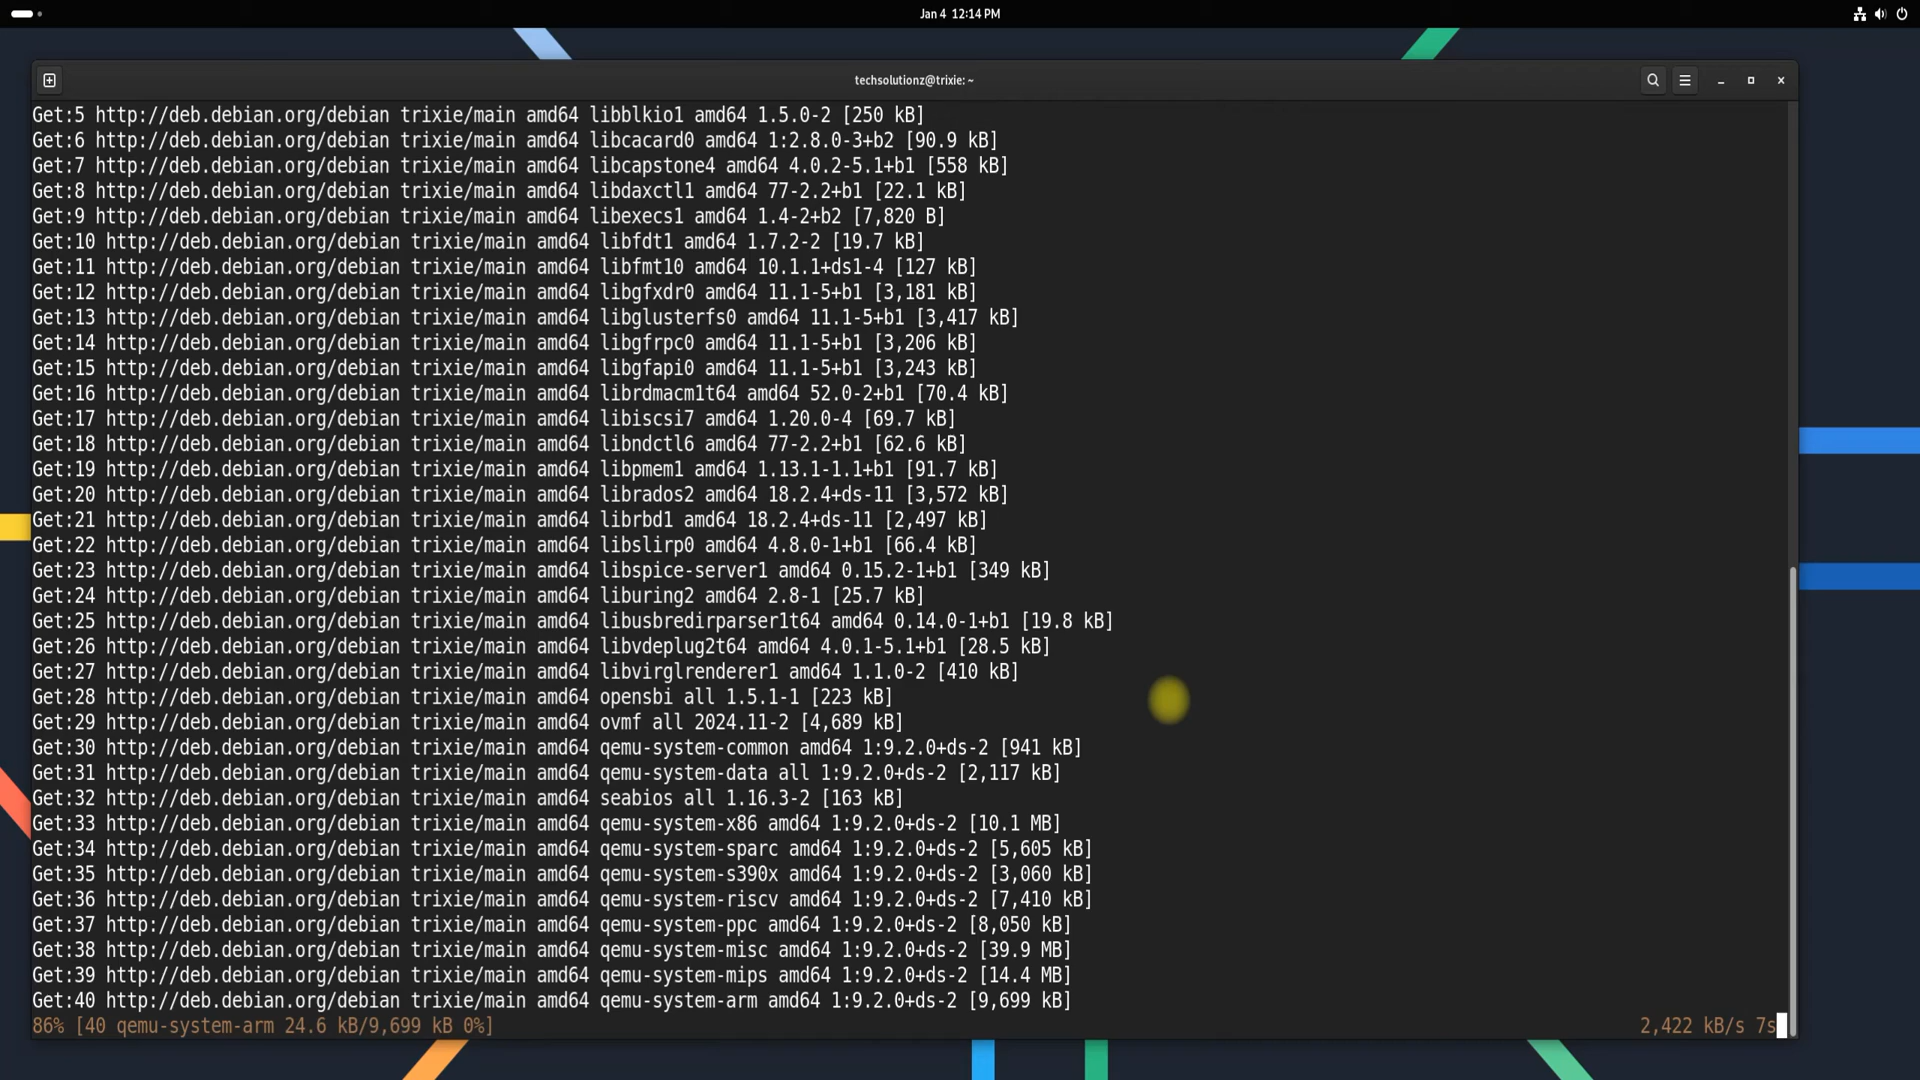 Jan 4 12:14 PM
techsolutionz@trixie: ~
Get:5 http://deb.debian.org/debian trixie/main amd64 libblkio1 amd64 1.5.0-2 [250 kB]
Get:6 http://deb.debian.org/debian trixie/main amd64 libcacard0 amd64 1:2.8.0-3+b2 [90.9 kB]
Get:7 http://deb.debian.org/debian trixie/main amd64 libcapstone4 amd64 4.0.2-5.1+b1 [558 kB]
Get:8 http://deb.debian.org/debian trixie/main amd64 libdaxctl1 amd64 77-2.2+b1 [22.1 kB]
Get:9 http://deb.debian.org/debian trixie/main amd64 libexecs1 amd64 1.4-2+b2 [7,820 B]
Get:10 http://deb.debian.org/debian trixie/main amd64 libfdt1 amd64 1.7.2-2 [19.7 kB]
Get:11 http://deb.debian.org/debian trixie/main amd64 libfmt10 amd64 10.1.1+ds1-4 [127 kB]
Get:12 http://deb.debian.org/debian trixie/main amd64 libgfxdr0 amd64 11.1-5+b1 [3,181 kB]
Get:13 http://deb.debian.org/debian trixie/main amd64 libglusterfs0 amd64 11.1-5+b1 [3,417 kB]
Get:14 http://deb.debian.org/debian trixie/main amd64 libgfrpc0 amd64 11.1-5+b1 [3,206 kB]
Get:15 http://deb.debian.org/debian trixie/main amd64 libgfapi0 amd64 11.1-5+b1 [3,243 kB]
Get:16 http://deb.debian.org/debian trixie/main amd64 librdmacm1t64 amd64 52.0-2+b1 [70.4 kB]
Get:17 http://deb.debian.org/debian trixie/main amd64 libiscsi7 amd64 1.20.0-4 [69.7 kB]
Get:18 http://deb.debian.org/debian trixie/main amd64 libndctl6 amd64 77-2.2+b1 [62.6 kB]
Get:19 http://deb.debian.org/debian trixie/main amd64 libpmem1 amd64 1.13.1-1.1+b1 [91.7 kB]
Get:20 http://deb.debian.org/debian trixie/main amd64 librados2 amd64 18.2.4+ds-11 [3,572 kB]
Get:21 http://deb.debian.org/debian trixie/main amd64 librbd1 amd64 18.2.4+ds-11 [2,497 kB]
Get:22 http://deb.debian.org/debian trixie/main amd64 libslirp0 amd64 4.8.0-1+b1 [66.4 kB]
Get:23 http://deb.debian.org/debian trixie/main amd64 libspice-server1 amd64 0.15.2-1+b1 [349 kB]
Get:24 http://deb.debian.org/debian trixie/main amd64 liburing2 amd64 2.8-1 [25.7 kB]
Get:25 http://deb.debian.org/debian trixie/main amd64 libusbredirparser1t64 amd64 0.14.0-1+b1 [19.8 kB]
Get:26 http://deb.debian.org/debian trixie/main amd64 libvdeplug2t64 amd64 4.0.1-5.1+b1 [28.5 kB]
Get:27 http://deb.debian.org/debian trixie/main amd64 libvirglrenderer1 amd64 1.1.0-2 [410 kB]
Get:28 http://deb.debian.org/debian trixie/main amd64 opensbi all 1.5.1-1 [223 kB]
Get:29 http://deb.debian.org/debian trixie/main amd64 ovmf all 2024.11-2 [4,689 kB]
Get:30 http://deb.debian.org/debian trixie/main amd64 qemu-system-common amd64 1:9.2.0+ds-2 [941 kB]
Get:31 http://deb.debian.org/debian trixie/main amd64 qemu-system-data all 1:9.2.0+ds-2 [2,117 kB]
Get:32 http://deb.debian.org/debian trixie/main amd64 seabios all 1.16.3-2 [163 kB]
Get:33 http://deb.debian.org/debian trixie/main amd64 qemu-system-x86 amd64 1:9.2.0+ds-2 [10.1 MB]
Get:34 http://deb.debian.org/debian trixie/main amd64 qemu-system-sparc amd64 1:9.2.0+ds-2 [5,605 kB]
Get:35 http://deb.debian.org/debian trixie/main amd64 qemu-system-s390x amd64 1:9.2.0+ds-2 [3,060 kB]
Get:36 http://deb.debian.org/debian trixie/main amd64 qemu-system-riscv amd64 1:9.2.0+ds-2 [7,410 kB]
Get:37 http://deb.debian.org/debian trixie/main amd64 qemu-system-ppc amd64 1:9.2.0+ds-2 [8,050 kB]
Get:38 http://deb.debian.org/debian trixie/main amd64 qemu-system-misc amd64 1:9.2.0+ds-2 [39.9 MB]
Get:39 http://deb.debian.org/debian trixie/main amd64 qemu-system-mips amd64 1:9.2.0+ds-2 [14.4 MB]
Get:40 http://deb.debian.org/debian trixie/main amd64 qemu-system-arm amd64 1:9.2.0+ds-2 [9,699 kB]
86% [40 qemu-system-arm 24.6 kB/9,699 kB 0%] 2,422 kB/s 7s